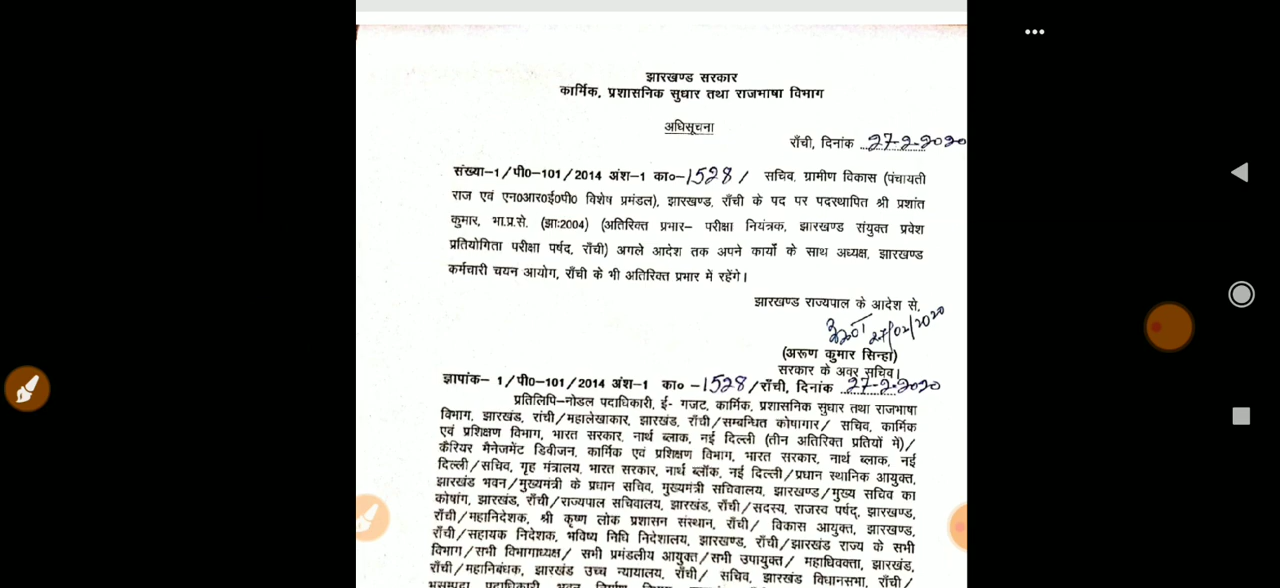 झारखण्ड सरकार
कार्मिक, प्रशासनिक सुधार तथा राजभाषा विभाग
अधिसूचना
राँची, दिनांक 27-2-2020
संख्या–1/पी0–101/2014 अंश–1 का०–1528/ सचिव, ग्रामीण विकास (पंचायती
राज एवं एन0आर0ई0पी0 विशेष प्रमंडल), झारखण्ड, राँची के पद पर पदस्थापित श्री प्रशांत
कुमार, भा.प्र.से. (झा:2004) (अतिरिक्त प्रभार– परीक्षा नियंत्रक, झारखण्ड संयुक्त प्रवेश
प्रतियोगिता परीक्षा पर्षद, राँची) अगले आदेश तक अपने कार्यों के साथ अध्यक्ष, झारखण्ड
कर्मचारी चयन आयोग, राँची के भी अतिरिक्त प्रभार में रहेंगे।
झारखण्ड राज्यपाल के आदेश से,
27/02/2020
(अरूण कुमार सिन्हा)
सरकार के अवर सचिव।
ज्ञापांक– 1/पी0–101/2014 अंश–1 का० –1528/राँची, दिनांक 27-2-2020
प्रतिलिपि–नोडल पदाधिकारी, ई- गजट, कार्मिक, प्रशासनिक सुधार तथा राजभाषा
विभाग, झारखण्ड, रांची/महालेखाकार, झारखण्ड, राँची/सम्बन्धित कोषागार/ सचिव, कार्मिक
एवं प्रशिक्षण विभाग, भारत सरकार, नार्थ ब्लाक, नई दिल्ली (तीन अतिरिक्त प्रतियों में)/
कैरियर मैनेजमेंट डिवीजन, कार्मिक एवं प्रशिक्षण विभाग, भारत सरकार, नार्थ ब्लाक, नई
दिल्ली/सचिव, गृह मंत्रालय, भारत सरकार, नार्थ ब्लॉक, नई दिल्ली/प्रधान स्थानिक आयुक्त,
झारखंड भवन/मुख्यमंत्री के प्रधान सचिव, मुख्यमंत्री सचिवालय, झारखण्ड/मुख्य सचिव का
कोषांग, झारखंड, राँची/राज्यपाल सचिवालय, झारखंड, राँची/सदस्य, राजस्व पर्षद्, झारखण्ड,
राँची/महानिदेशक, श्री कृष्ण लोक प्रशासन संस्थान, राँची/ विकास आयुक्त, झारखण्ड,
राँची/सहायक निदेशक, भविष्य निधि निदेशालय, झारखण्ड, राँची/झारखंड राज्य के सभी
विभाग/सभी विभागाध्यक्ष/ सभी प्रमंडलीय आयुक्त/सभी उपायुक्त/ महाधिवक्ता, झारखंड,
राँची/महानिबंधक, झारखंड उच्च न्यायालय, राँची/ सचिव, झारखंड विधानसभा, राँची/